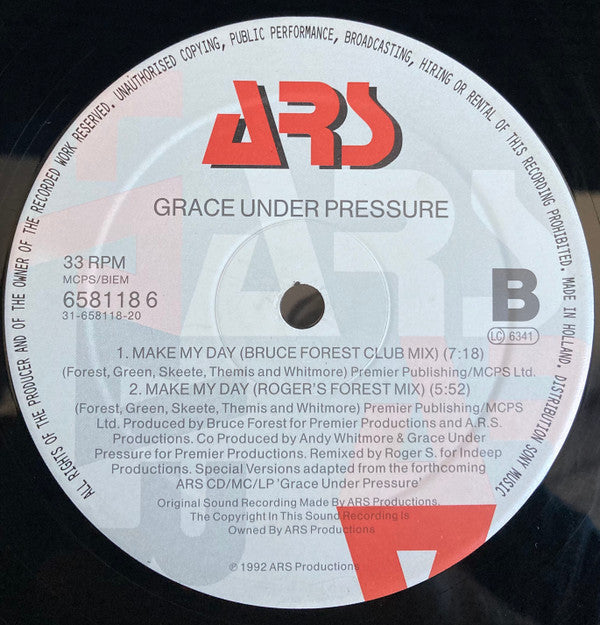 ALL RIGHTS OF THE PRODUCER AND OF THE OWNER OF THE RECORDED WORK RESERVED. UNAUTHORISED COPYING, PUBLIC PERFORMANCE, BROADCASTING, HIRING OR RENTAL OF THIS RECORDING PROHIBITED. MADE IN HOLLAND. DISTRIBUTION SONY MUSIC
ARS
GRACE UNDER PRESSURE
33 RPM
MCPS/BIEM
658118 6
31-658118-20
B
LC 6341
1. MAKE MY DAY (BRUCE FOREST CLUB MIX) (7:18)
(Forest, Green, Skeete, Themis and Whitmore) Premier Publishing/MCPS Ltd.
2. MAKE MY DAY (ROGER'S FOREST MIX) (5:52)
(Forest, Green, Skeete, Themis and Whitmore) Premier Publishing/MCPS
Ltd. Produced by Bruce Forest for Premier Productions and A.R.S.
Productions. Co Produced by Andy Whitmore & Grace Under
Pressure for Premier Productions. Remixed by Roger S. for Indeep
Productions. Special Versions adapted from the forthcoming
ARS CD/MC/LP 'Grace Under Pressure'
Original Sound Recording Made By ARS Productions.
The Copyright In This Sound Recording Is
Owned By ARS Productions
℗ 1992 ARS Productions